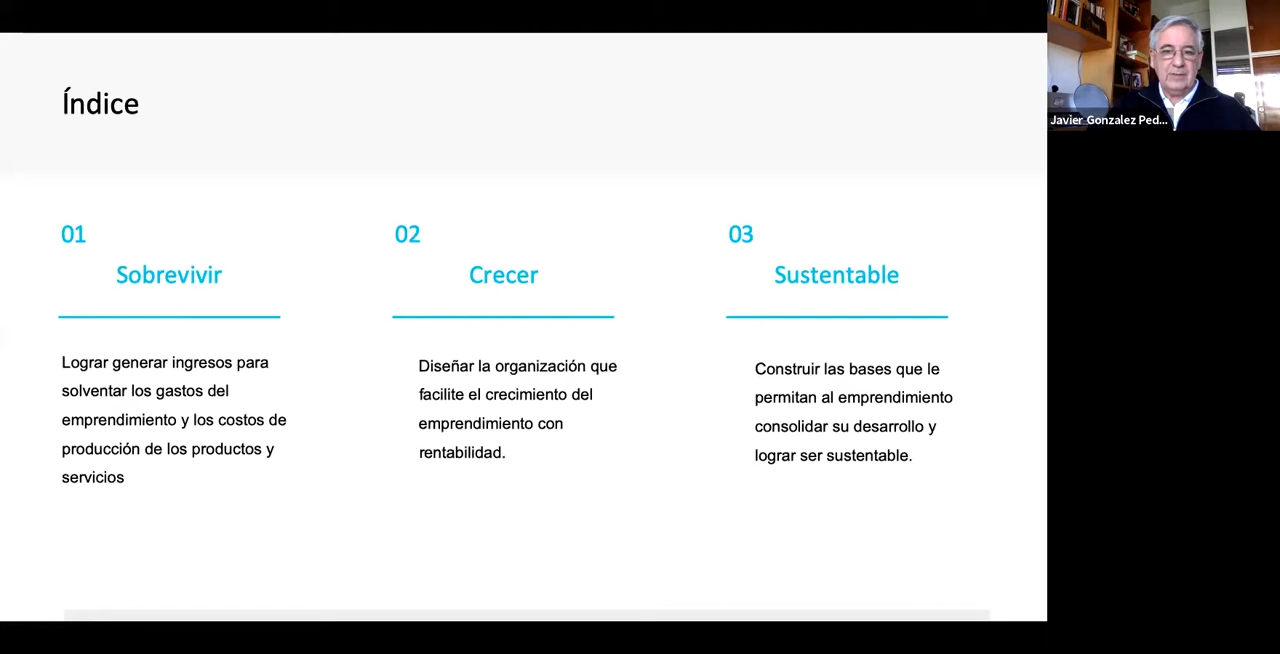 Índice
01
Sobrevivir
Lograr generar ingresos para
solventar los gastos del
emprendimiento y los costos de
producción de los productos y
servicios
02
Crecer
Diseñar la organización que
facilite el crecimiento del
emprendimiento con
rentabilidad.
03
Sustentable
Construir las bases que le
permitan al emprendimiento
consolidar su desarrollo y
lograr ser sustentable.
Javier Gonzalez Ped...